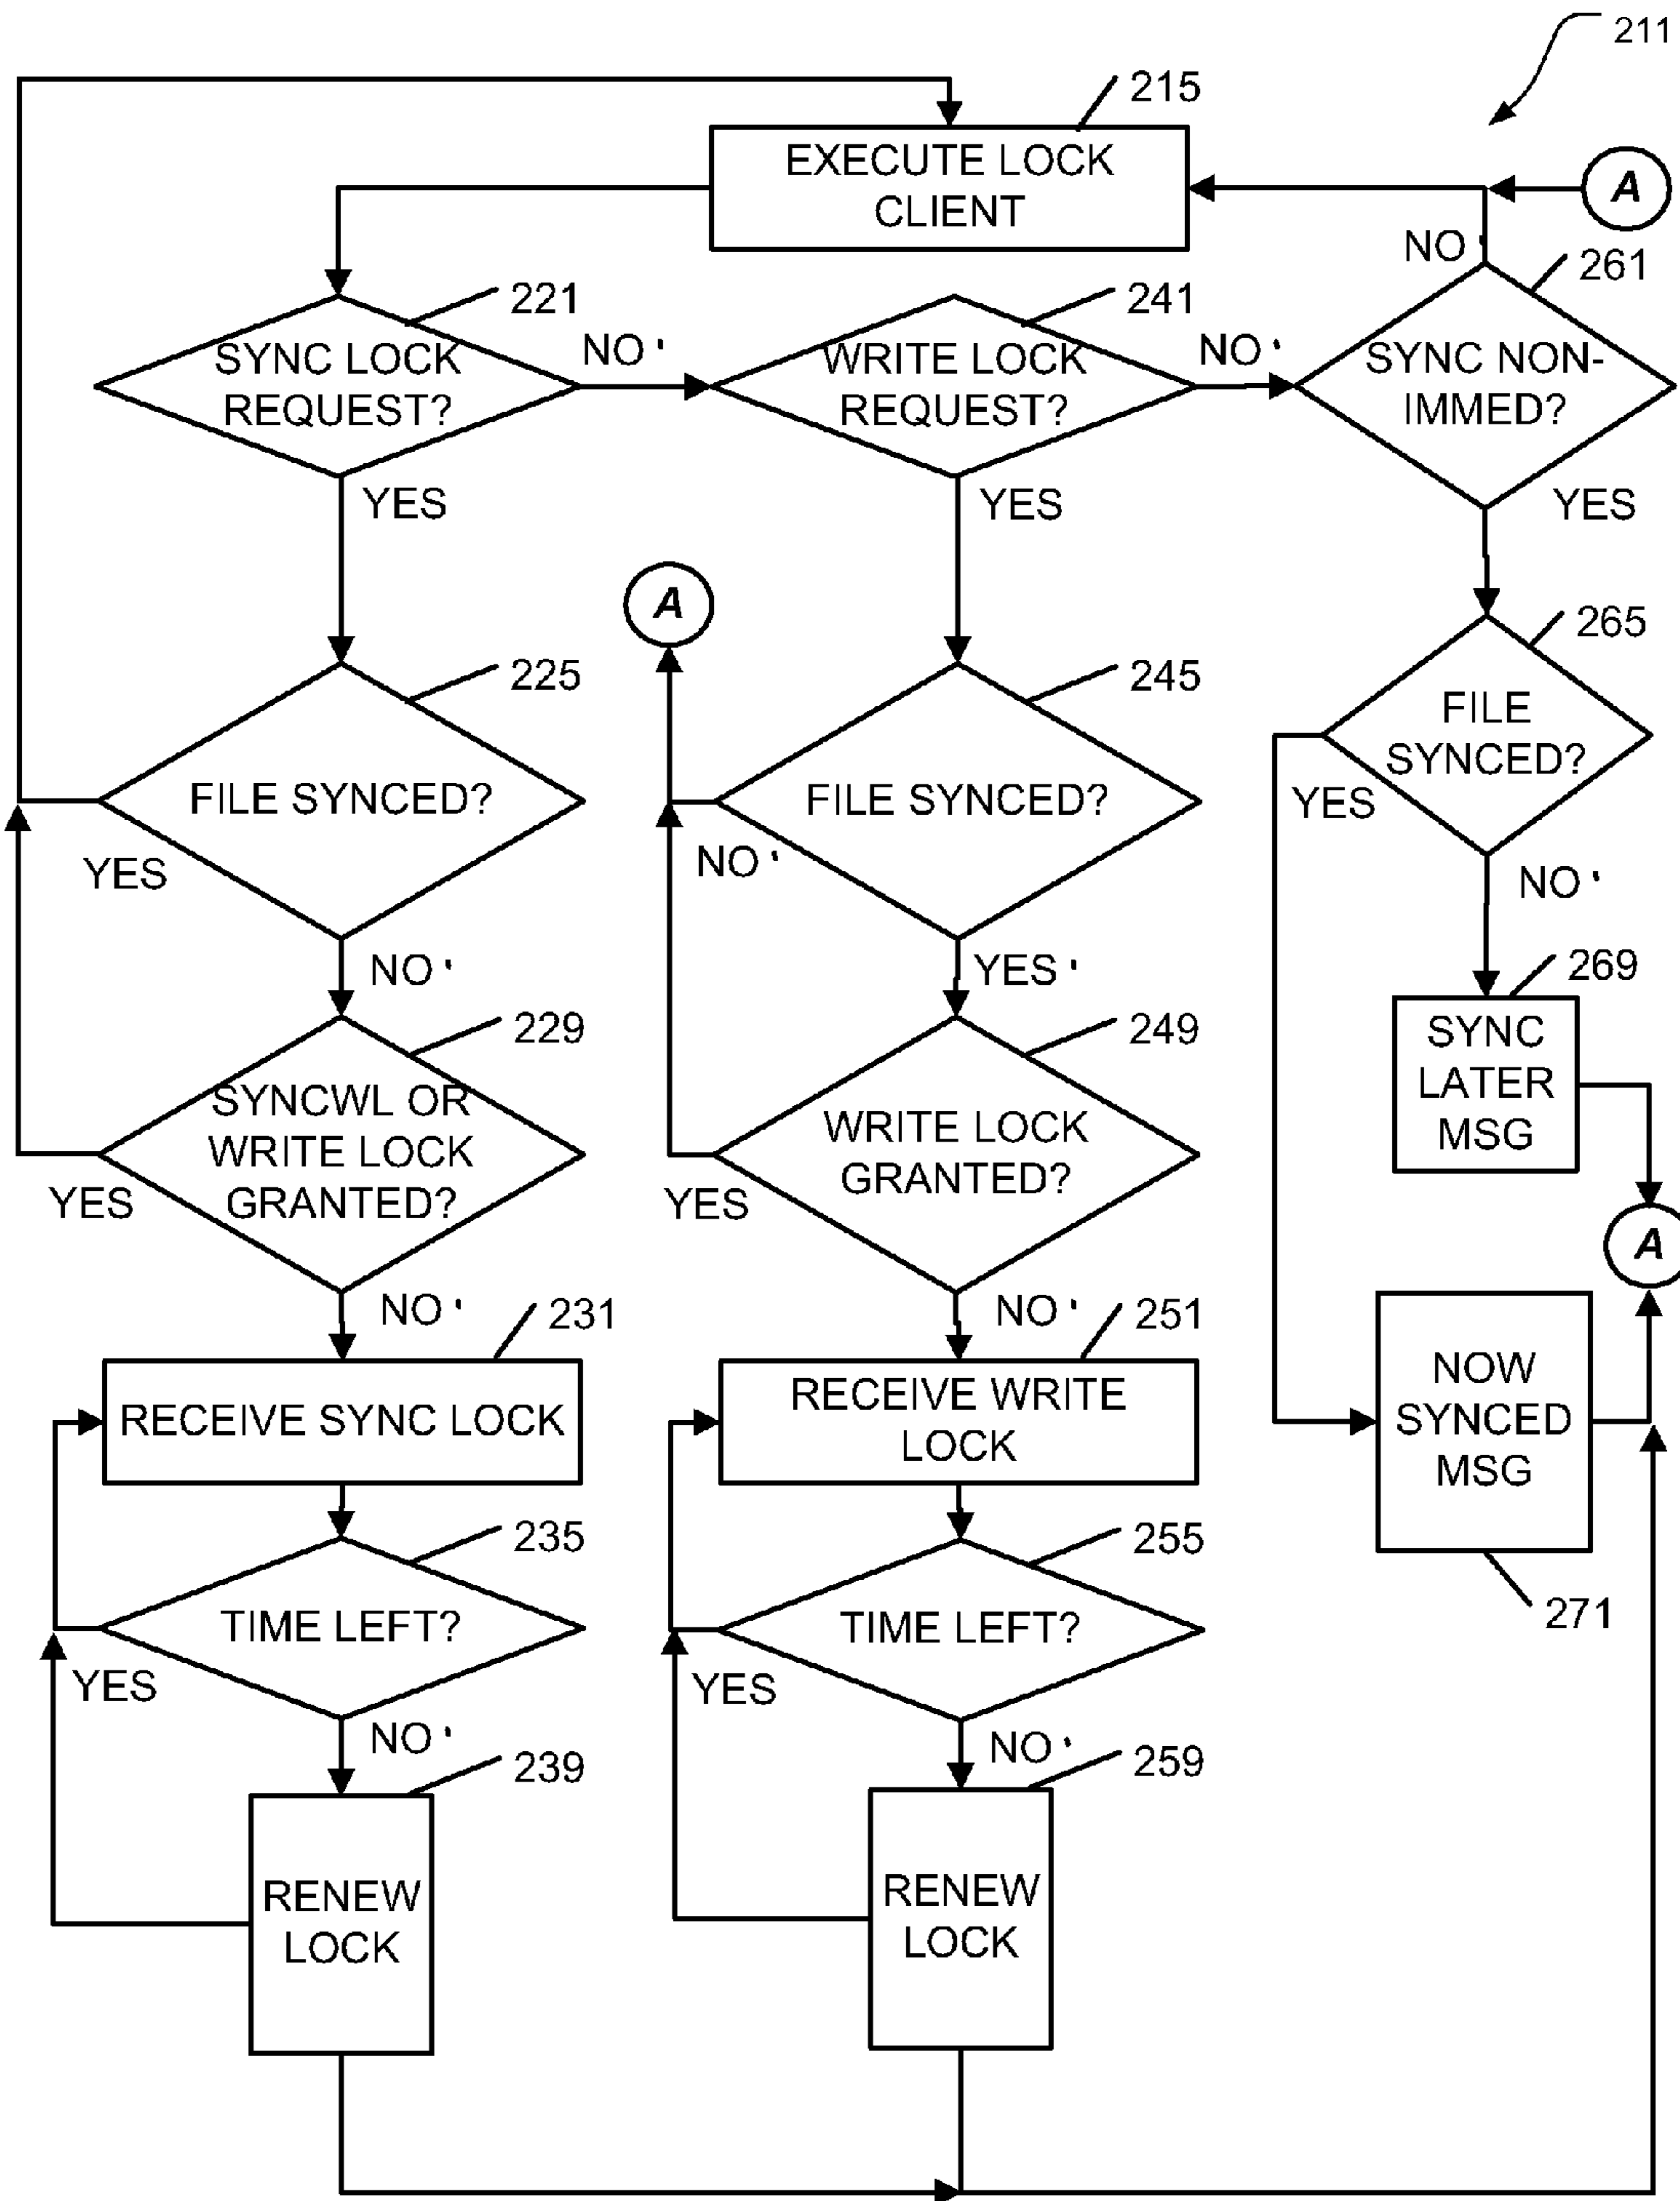 211
215
EXECUTE LOCK
CLIENT
A
NO
261
221
241
SYNC LOCK
REQUEST?
NO
WRITE LOCK
REQUEST?
NO
SYNC NON-
IMMED?
YES
YES
YES
A
265
225
245
FILE
SYNCED?
FILE SYNCED?
FILE SYNCED?
YES
YES
NO
NO
NO
YES
269
229
249
SYNC
LATER
MSG
SYNCWL OR
WRITE LOCK
GRANTED?
WRITE LOCK
GRANTED?
YES
YES
A
NO
231
NO
251
RECEIVE SYNC LOCK
RECEIVE WRITE
LOCK
NOW
SYNCED
MSG
235
255
271
TIME LEFT?
TIME LEFT?
YES
YES
NO
NO
239
259
RENEW
LOCK
RENEW
LOCK